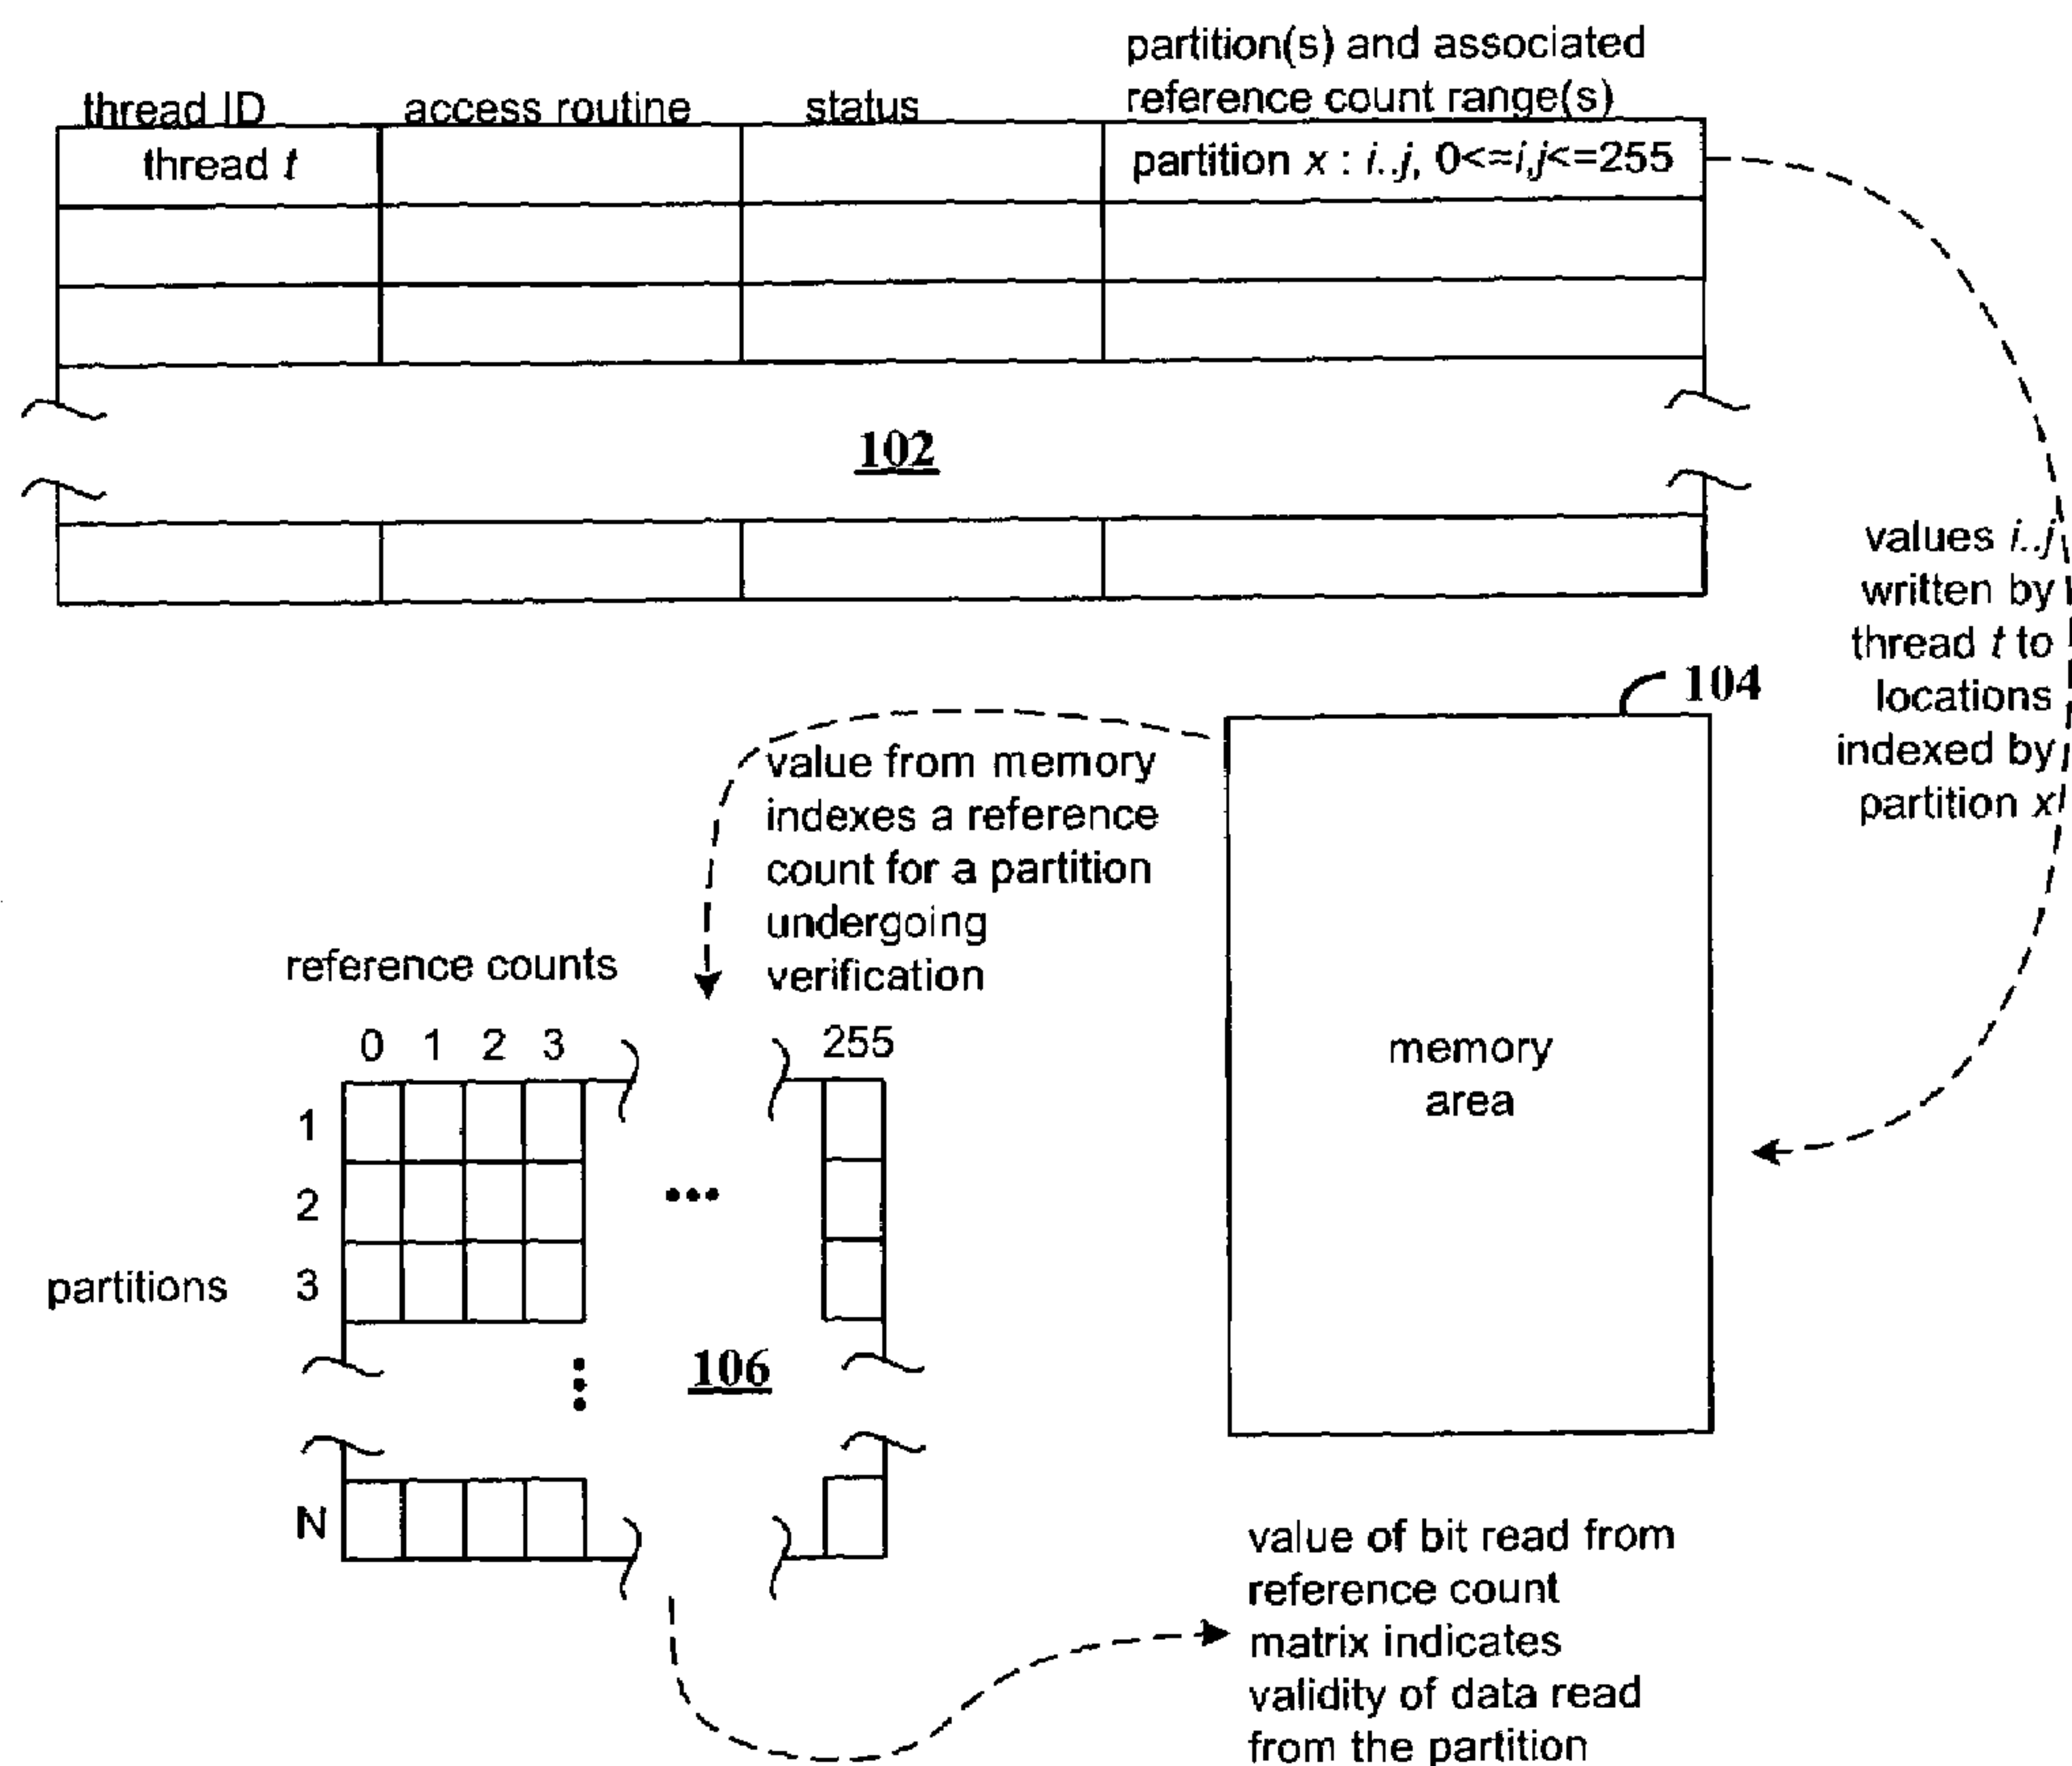 partition(s) and associated
reference count range(s)
thread ID access routine status
thread t partition x : i..j, 0<=i,j<=255
102
values i..j
written by
thread t to
locations
indexed by
partition x
104
value from memory
indexes a reference
count for a partition
undergoing
verification
memory
area
reference counts
0 1 2 3 255
1
2
partitions 3
106
N
value of bit read from
reference count
matrix indicates
validity of data read
from the partition